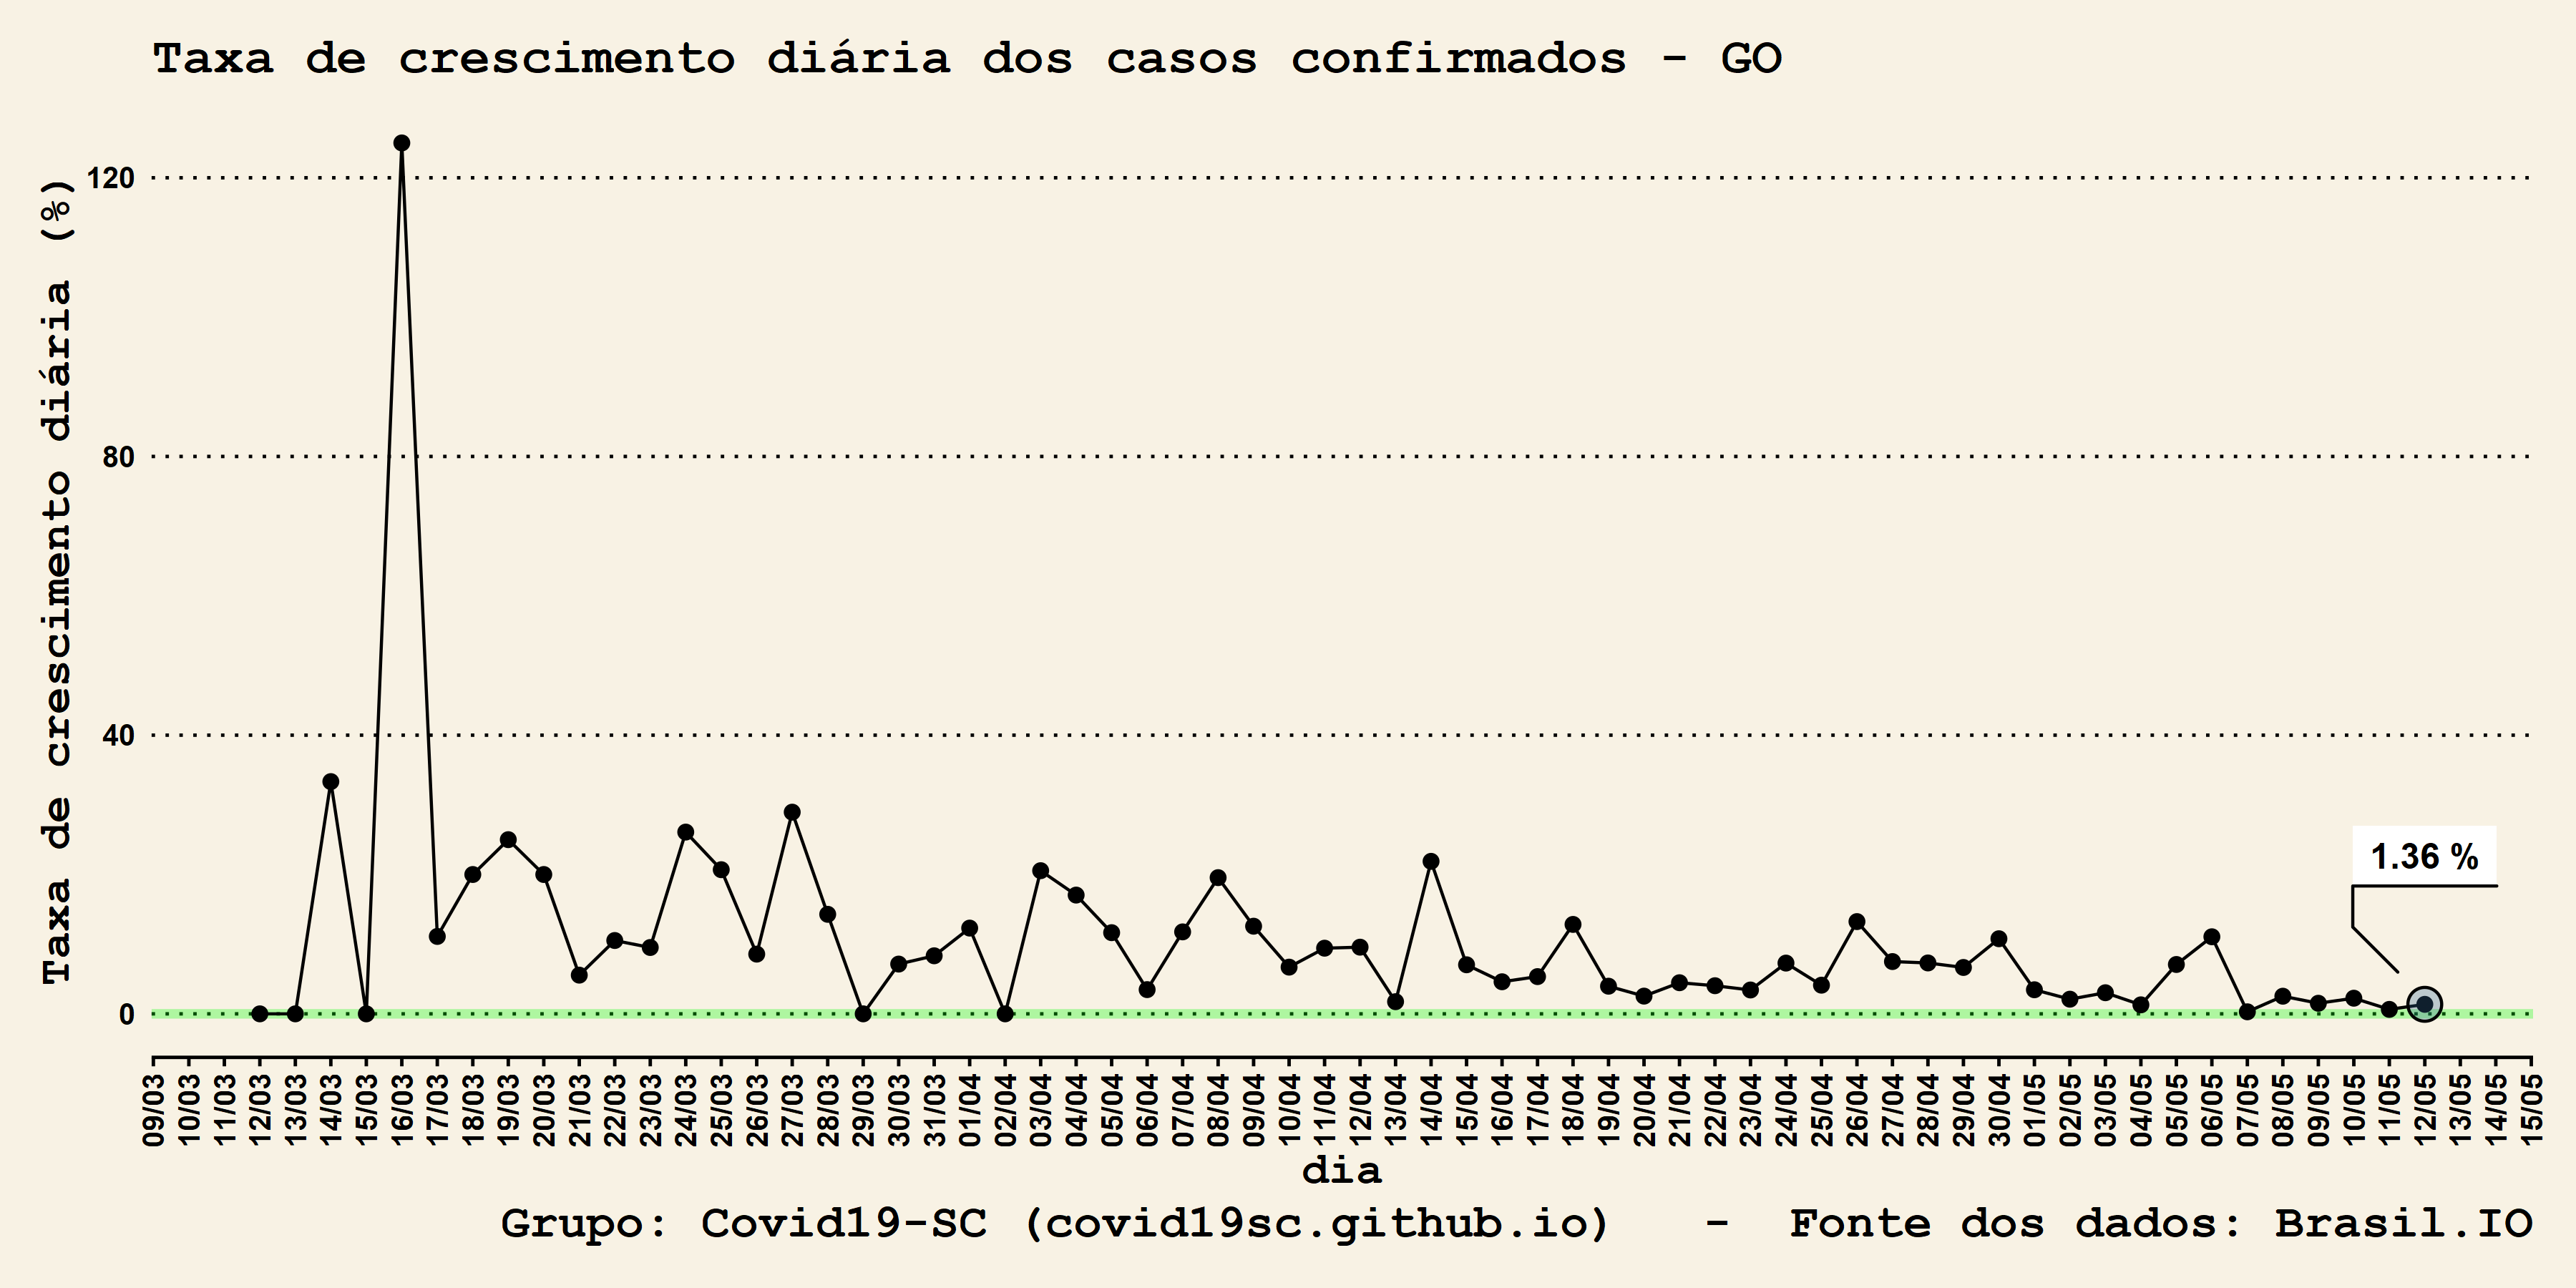 Taxa de crescimento diária dos casos confirmados - GO
Taxa de crescimento diária (%)
120
80
40
0
1.36 %
09/03 10/03 11/03 12/03 13/03 14/03 15/03 16/03 17/03 18/03 19/03 20/03 21/03 22/03 23/03 24/03 25/03 26/03 27/03 28/03 29/03 30/03 31/03 01/04 02/04 03/04 04/04 05/04 06/04 07/04 08/04 09/04 10/04 11/04 12/04 13/04 14/04 15/04 16/04 17/04 18/04 19/04 20/04 21/04 22/04 23/04 24/04 25/04 26/04 27/04 28/04 29/04 30/04 01/05 02/05 03/05 04/05 05/05 06/05 07/05 08/05 09/05 10/05 11/05 12/05 13/05 14/05 15/05
dia
Grupo: Covid19-SC (covid19sc.github.io) - Fonte dos dados: Brasil.IO